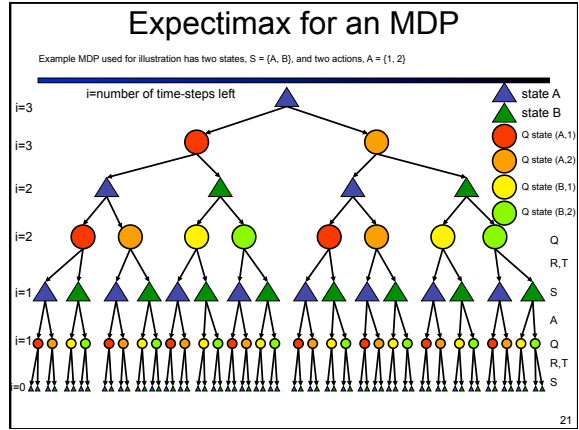 Expectimax for an MDP
Example MDP used for illustration has two states, S = {A, B}, and two actions, A = {1, 2}
i=number of time-steps left
state A
state B
Q state (A,1)
Q state (A,2)
Q state (B,1)
Q state (B,2)
i=3
i=3
i=2
i=2
Q
R,T
i=1
S
A
i=1
Q
R,T
i=0
S
21